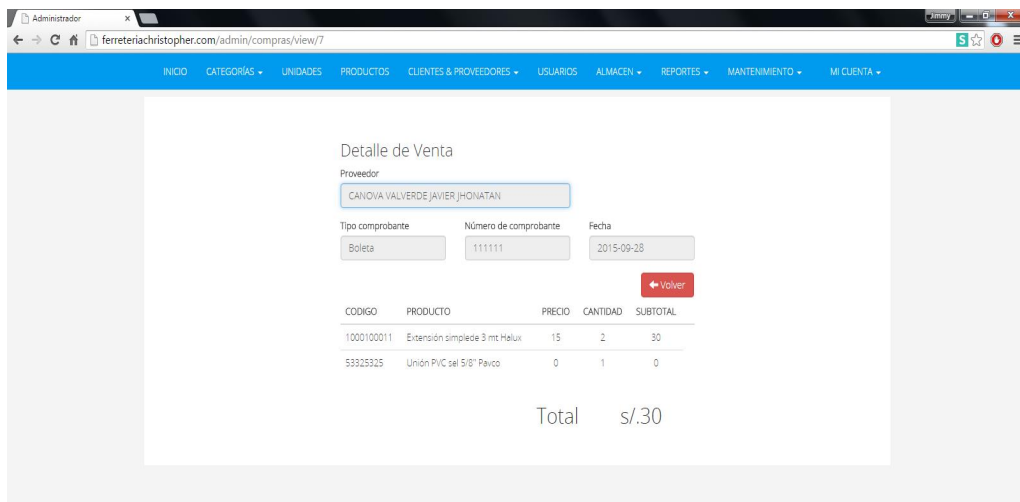 Administrador
Jimmy
ferreteriachristopher.com/admin/compras/view/7
INICIO CATEGORÍAS UNIDADES PRODUCTOS CLIENTES & PROVEEDORES USUARIOS ALMACEN REPORTES MANTENIMIENTO MI CUENTA
Detalle de Venta
Proveedor
CANOVA VALVERDE JAVIER JHONATAN
Tipo comprobante Número de comprobante Fecha
Boleta 111111 2015-09-28
Volver
CODIGO PRODUCTO PRECIO CANTIDAD SUBTOTAL
1000100011 Extensión simplede 3 mt Halux 15 2 30
53325325 Unión PVC sel 5/8" Pavco 0 1 0
Total s/.30